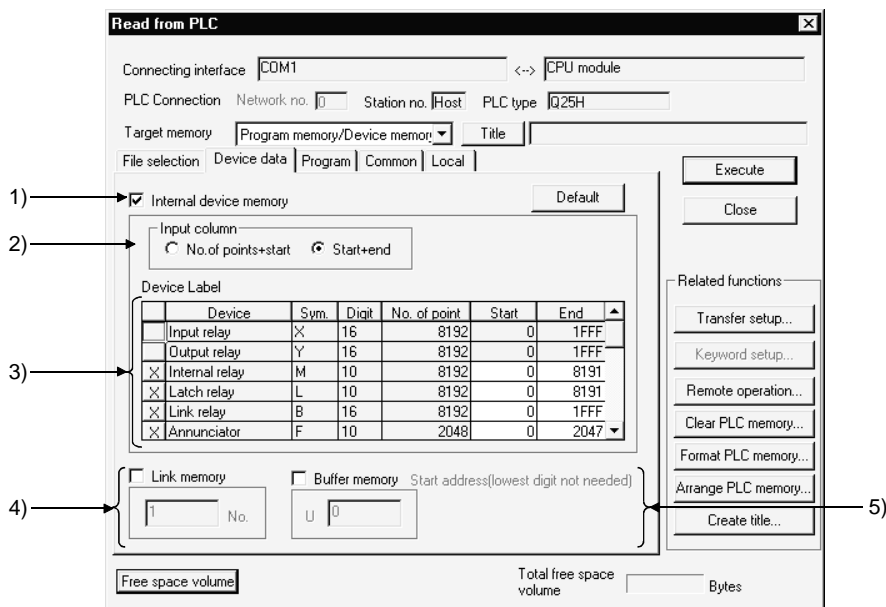 Read from PLC
Connecting interface COM1 <--> CPU module
PLC Connection Network no. 0 Station no. Host PLC type Q25H
Target memory Program memory/Device memory Title
File selection Device data Program Common Local
Execute
Close
1) Internal device memory Default
2) Input column
No.of points+start Start+end
Device Label
3)
Device Sym. Digit No. of point Start End
Input relay X 16 8192 0 1FFF
Output relay Y 16 8192 0 1FFF
X Internal relay M 10 8192 0 8191
X Latch relay L 10 8192 0 8191
X Link relay B 16 8192 0 1FFF
X Annunciator F 10 2048 0 2047
Related functions
Transfer setup...
Keyword setup...
Remote operation...
Clear PLC memory...
Format PLC memory...
Arrange PLC memory...
Create title...
4) Link memory
1 No.
Buffer memory Start address(lowest digit not needed) 5)
U 0
Free space volume
Total free space
volume Bytes